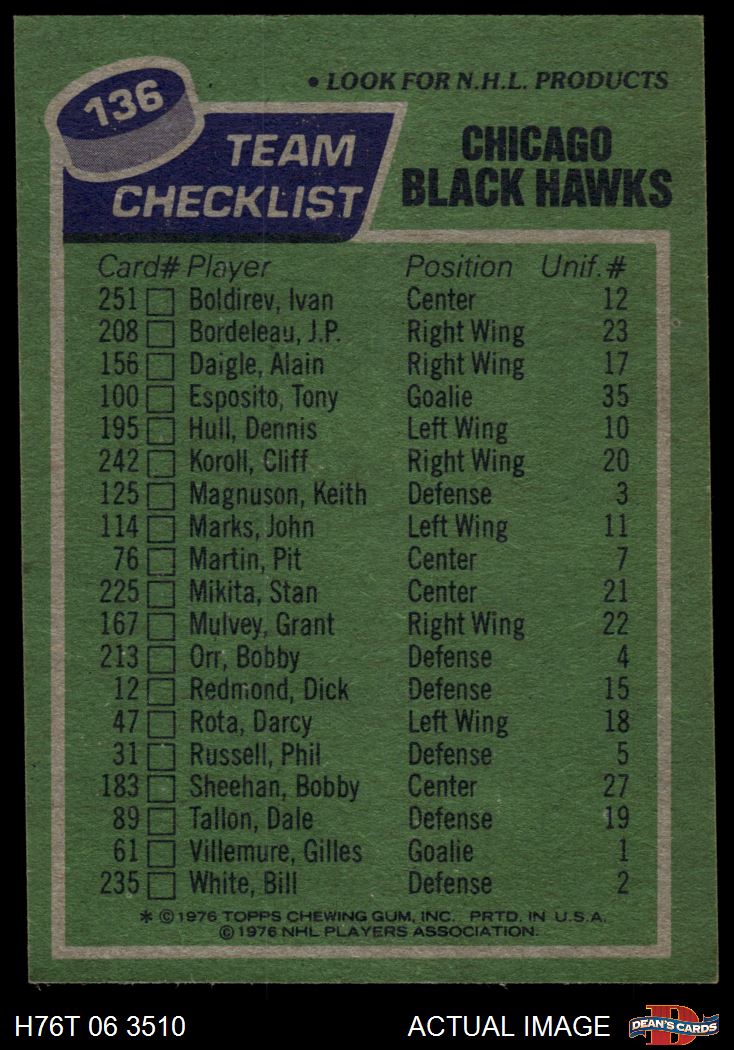 136
• LOOK FOR N.H.L. PRODUCTS
TEAM CHECKLIST
CHICAGO BLACK HAWKS
Card# Player Position Unif.#
251 Boldirev, Ivan Center 12
208 Bordeleau, J.P. Right Wing 23
156 Daigle, Alain Right Wing 17
100 Esposito, Tony Goalie 35
195 Hull, Dennis Left Wing 10
242 Koroll, Cliff Right Wing 20
125 Magnuson, Keith Defense 3
114 Marks, John Left Wing 11
76 Martin, Pit Center 7
225 Mikita, Stan Center 21
167 Mulvey, Grant Right Wing 22
213 Orr, Bobby Defense 4
12 Redmond, Dick Defense 15
47 Rota, Darcy Left Wing 18
31 Russell, Phil Defense 5
183 Sheehan, Bobby Center 27
89 Tallon, Dale Defense 19
61 Villemure, Gilles Goalie 1
235 White, Bill Defense 2
* ©1976 TOPPS CHEWING GUM, INC. PRTD. IN U.S.A.
©1976 NHL PLAYERS ASSOCIATION.
H76T 06 3510 ACTUAL IMAGE D DEAN'S CARDS